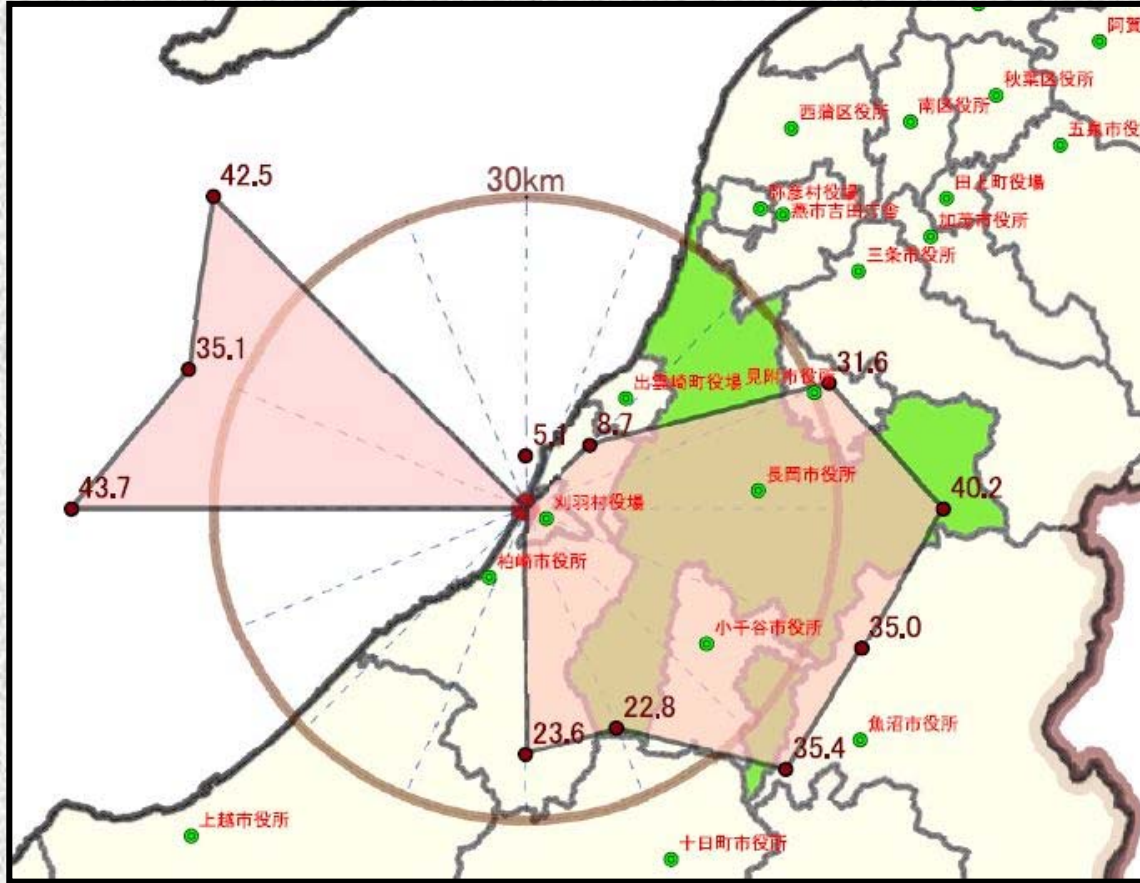 阿賀
秋葉区役所
南区役所
西蒲区役所
五泉市役
42.5
30km
田上町役場
弥彦村役場
燕市吉田庁舎
加茂市役所
三条市役所
35.1
31.6
見附市役所
出雲崎町役場
8.7
5.1
長岡市役所
43.7
40.2
刈羽村役場
柏崎市役所
小千谷市役所
35.0
22.8
23.6
魚沼市役所
35.4
上越市役所
十日町市役所